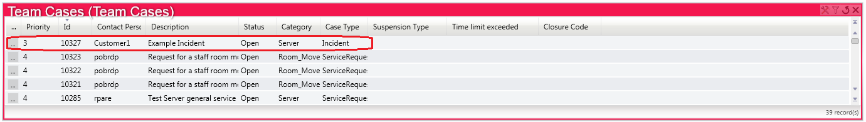 Team Cases (Team Cases)
... Priority Id Contact Perso Description Status Category Case Type Suspension Type Time limit exceeded Closure Code
... 3 10327 Customer1 Example Incident Open Server Incident
... 4 10323 pobrdp Request for a staff room mo Open Room_Move ServiceReque
... 4 10322 pobrdp Request for a staff room mo Open Room_Move ServiceReque
... 4 10321 pobrdp Request for a staff room mo Open Room_Move ServiceReque
... 4 10285 rpare Test Server general service Open Server ServiceReque
39 record(s)